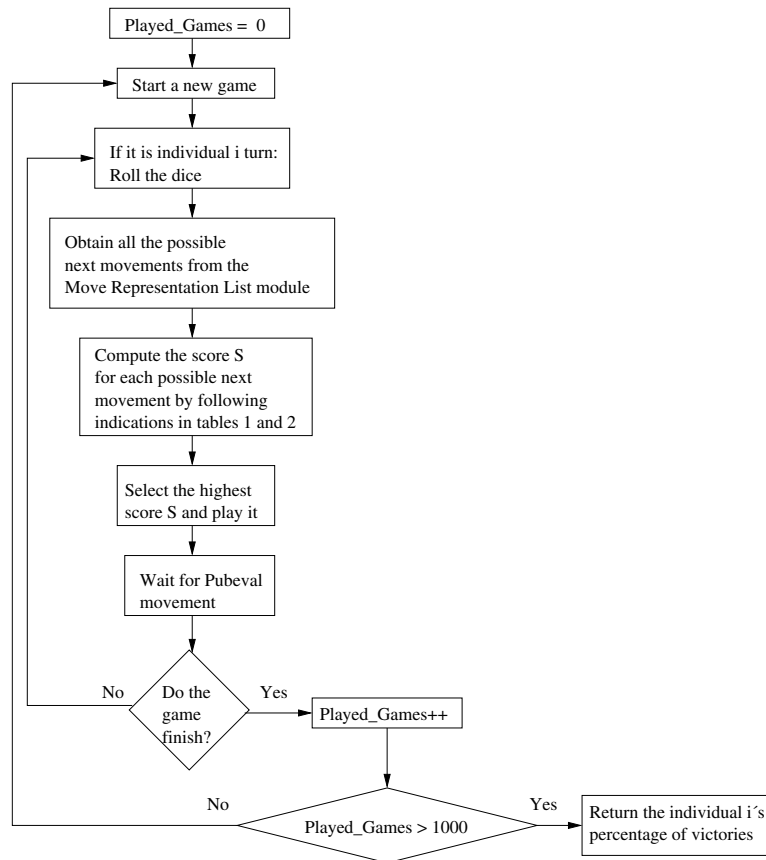 Played_Games = 0
Start a new game
If it is individual i turn:
Roll the dice
Obtain all the possible
next movements from the
Move Representation List module
Compute the score S
for each possible next
movement by following
indications in tables 1 and 2
Select the highest
score S and play it
Wait for Pubeval
movement
No
Do the
game
finish?
Yes
Played_Games++
No
Played_Games > 1000
Yes
Return the individual i´s
percentage of victories